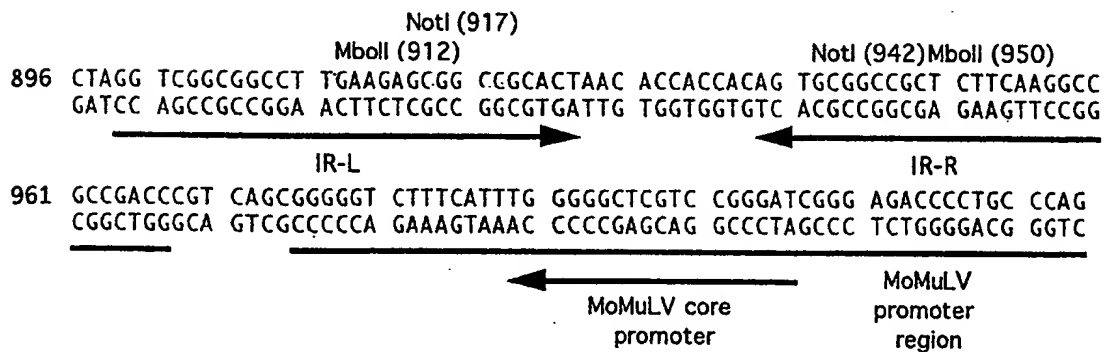 NotI (917)
MboII (912) NotI (942)MboII (950)
896 CTAGG TCGGCGGCCT TGAAGAGCGG CCGCACTAAC ACCACCACAG TGCGGCCGCT CTTCAAGGCC
GATCC AGCCGCCGGA ACTTCTCGCC GGCGTGATTG TGGTGGTGTC ACGCCGGCGA GAAGTTCCGG
IR-L IR-R
961 GCCGACCCGT CAGCGGGGGT CTTTCATTTG GGGGCTCGTC CGGGATCGGG AGACCCCTGC CCAG
CGGCTGGGCA GTCGCCCCCA GAAAGTAAAC CCCCGAGCAG GCCCTAGCCC TCTGGGGACG GGTC
MoMuLV core MoMuLV
promoter promoter
region